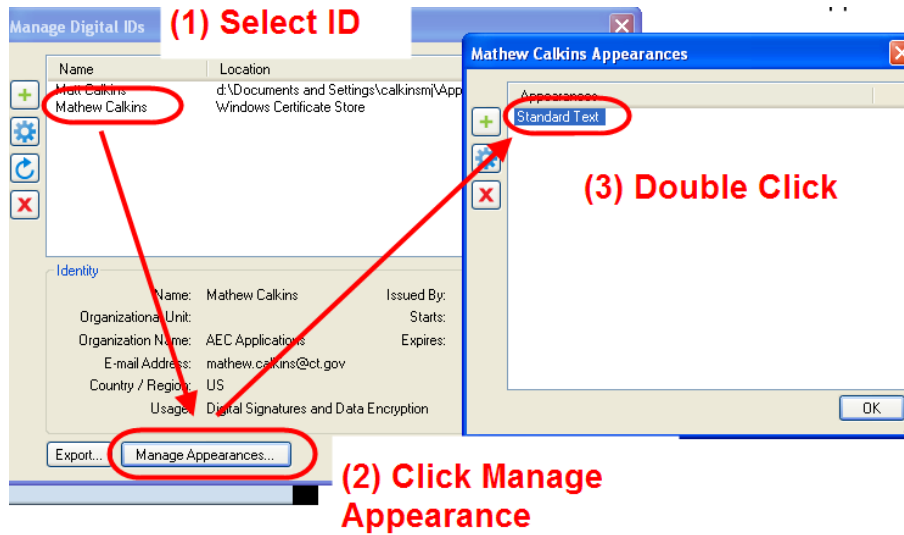 Manage Digital IDs
(1) Select ID
Name Location
Matt Calkins d:\Documents and Settings\calkinsmj\App
Mathew Calkins Windows Certificate Store
Identity
Name: Mathew Calkins Issued By:
Organizational Unit: Starts:
Organization Name: AEC Applications Expires:
E-mail Address: mathew.calkins@ct.gov
Country / Region: US
Usage: Digital Signatures and Data Encryption
Export... Manage Appearances...
(2) Click Manage
Appearance
Mathew Calkins Appearances
Appearances
Standard Text
(3) Double Click
OK